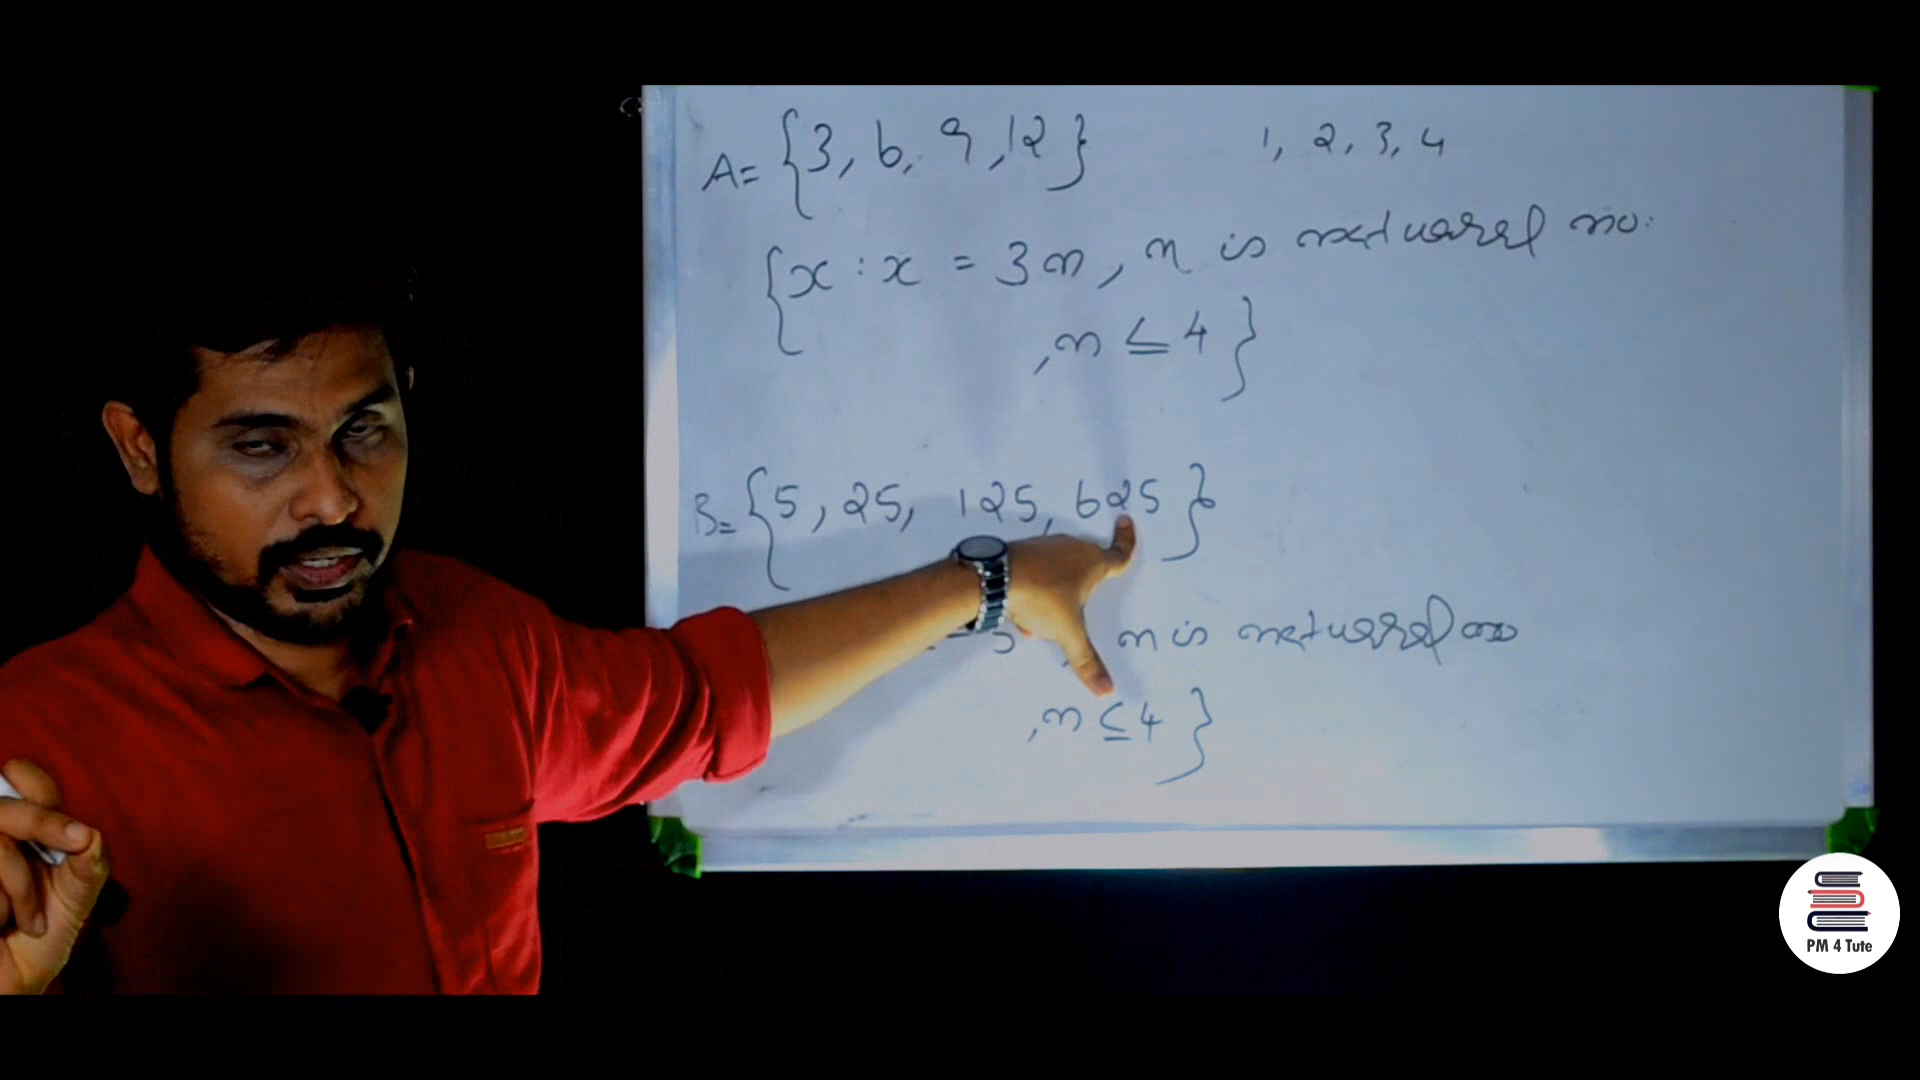 A = {3, 6, 9, 12} 1, 2, 3, 4
{x : x = 3n, n is natural no:
, n ≤ 4}
B = {5, 25, 125, 625}
= 5 , n is natural no
, n ≤ 4}
PM 4 Tute